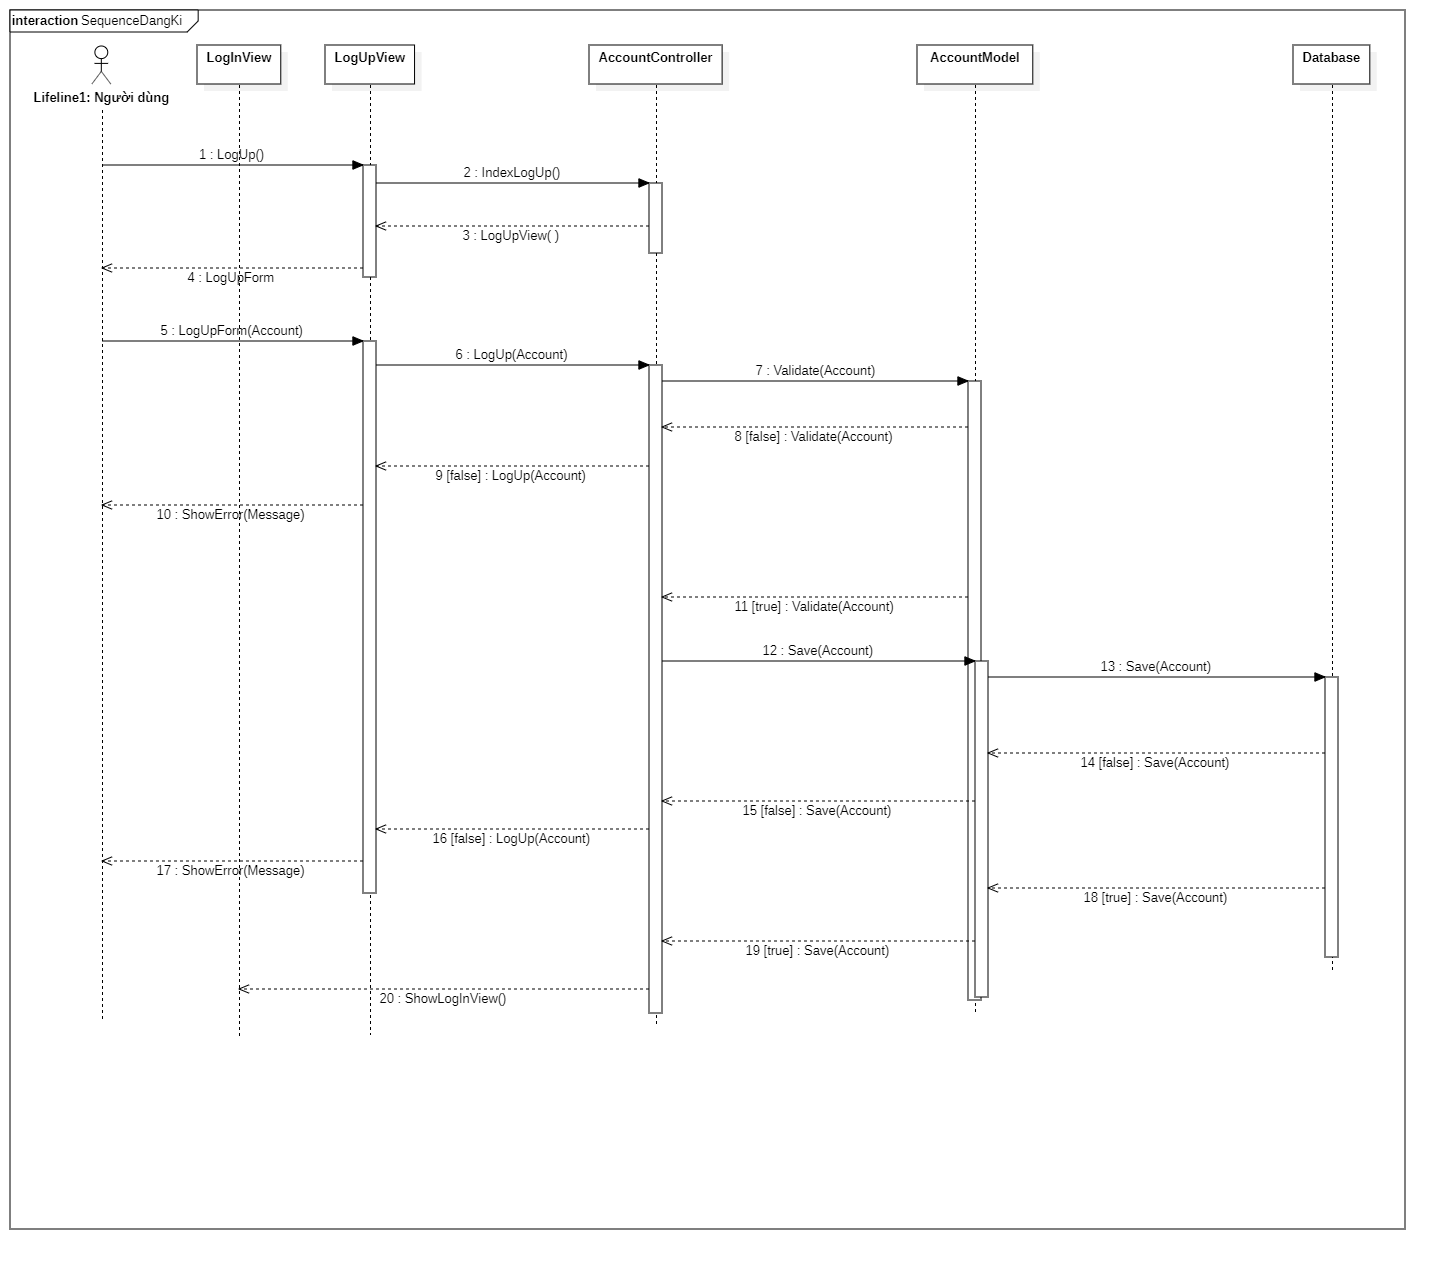 interaction SequenceDangKi
LogInView
LogUpView
AccountController
AccountModel
Database
Lifeline1: Người dùng
1 : LogUp()
2 : IndexLogUp()
3 : LogUpView( )
4 : LogUpForm
5 : LogUpForm(Account)
6 : LogUp(Account)
7 : Validate(Account)
8 [false] : Validate(Account)
9 [false] : LogUp(Account)
10 : ShowError(Message)
11 [true] : Validate(Account)
12 : Save(Account)
13 : Save(Account)
14 [false] : Save(Account)
15 [false] : Save(Account)
16 [false] : LogUp(Account)
17 : ShowError(Message)
18 [true] : Save(Account)
19 [true] : Save(Account)
20 : ShowLogInView()